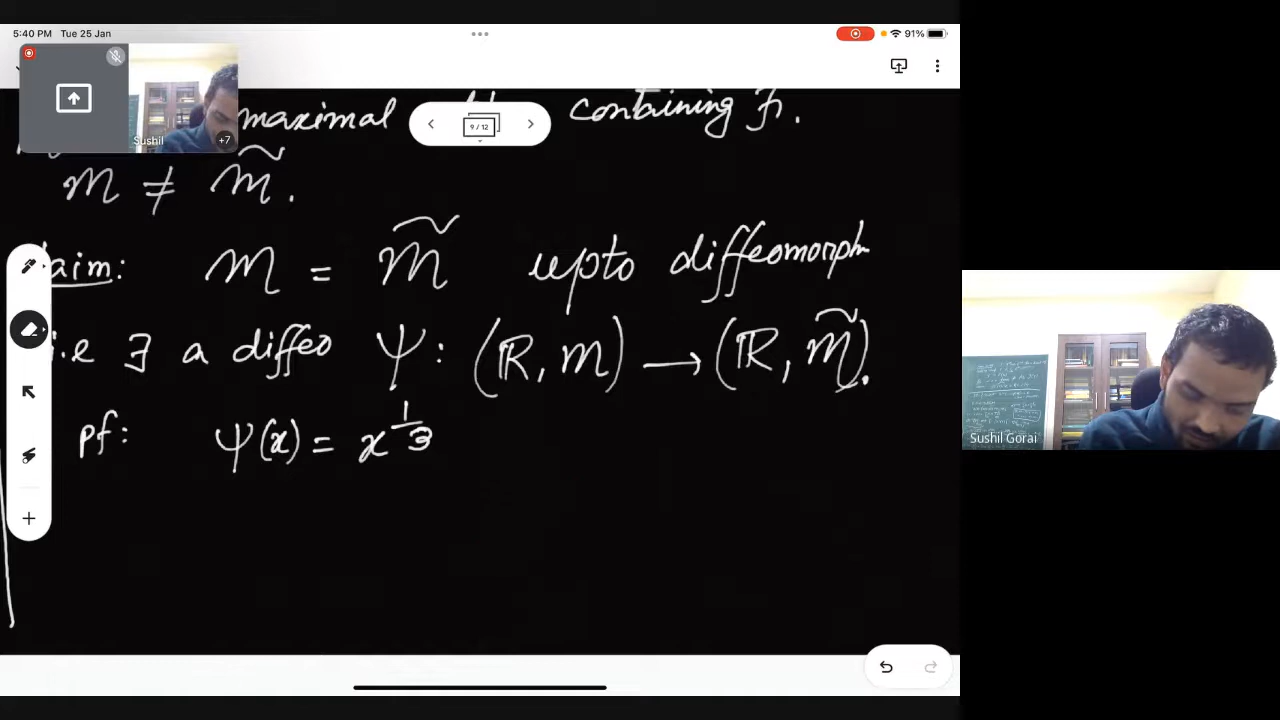 5:40 PM Tue 25 Jan
91%
Sushil
+7
9 / 12
maximal containing
m ≠ m̃.
aim: m = m̃ upto diffeomorph
i.e ∃ a diffeo ψ: (ℝ, m) ⟶ (ℝ, m̃).
pf: ψ(x) = x^{1/3}
Sushil Gorai